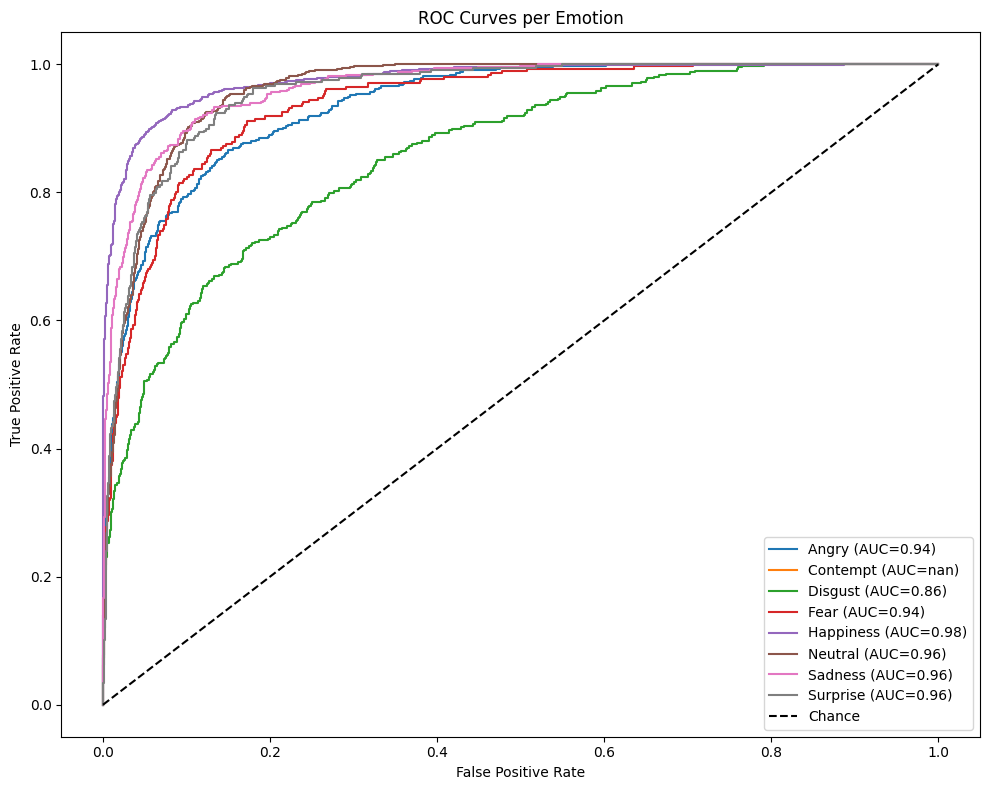 ROC Curves per Emotion
True Positive Rate
1.0
0.8
0.6
0.4
0.2
0.0
0.0 0.2 0.4 0.6 0.8 1.0
False Positive Rate
Angry (AUC=0.94)
Contempt (AUC=nan)
Disgust (AUC=0.86)
Fear (AUC=0.94)
Happiness (AUC=0.98)
Neutral (AUC=0.96)
Sadness (AUC=0.96)
Surprise (AUC=0.96)
Chance